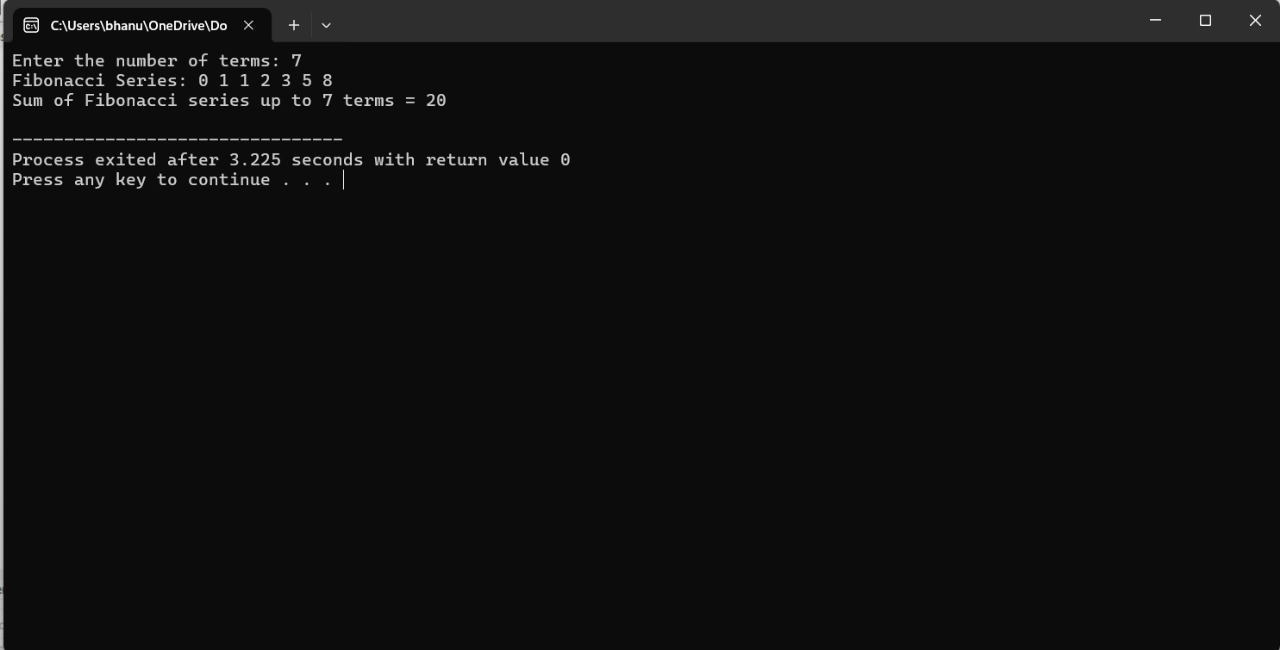 C:\Users\bhanu\OneDrive\Do
Enter the number of terms: 7
Fibonacci Series: 0 1 1 2 3 5 8
Sum of Fibonacci series up to 7 terms = 20
--------------------------------
Process exited after 3.225 seconds with return value 0
Press any key to continue . . .